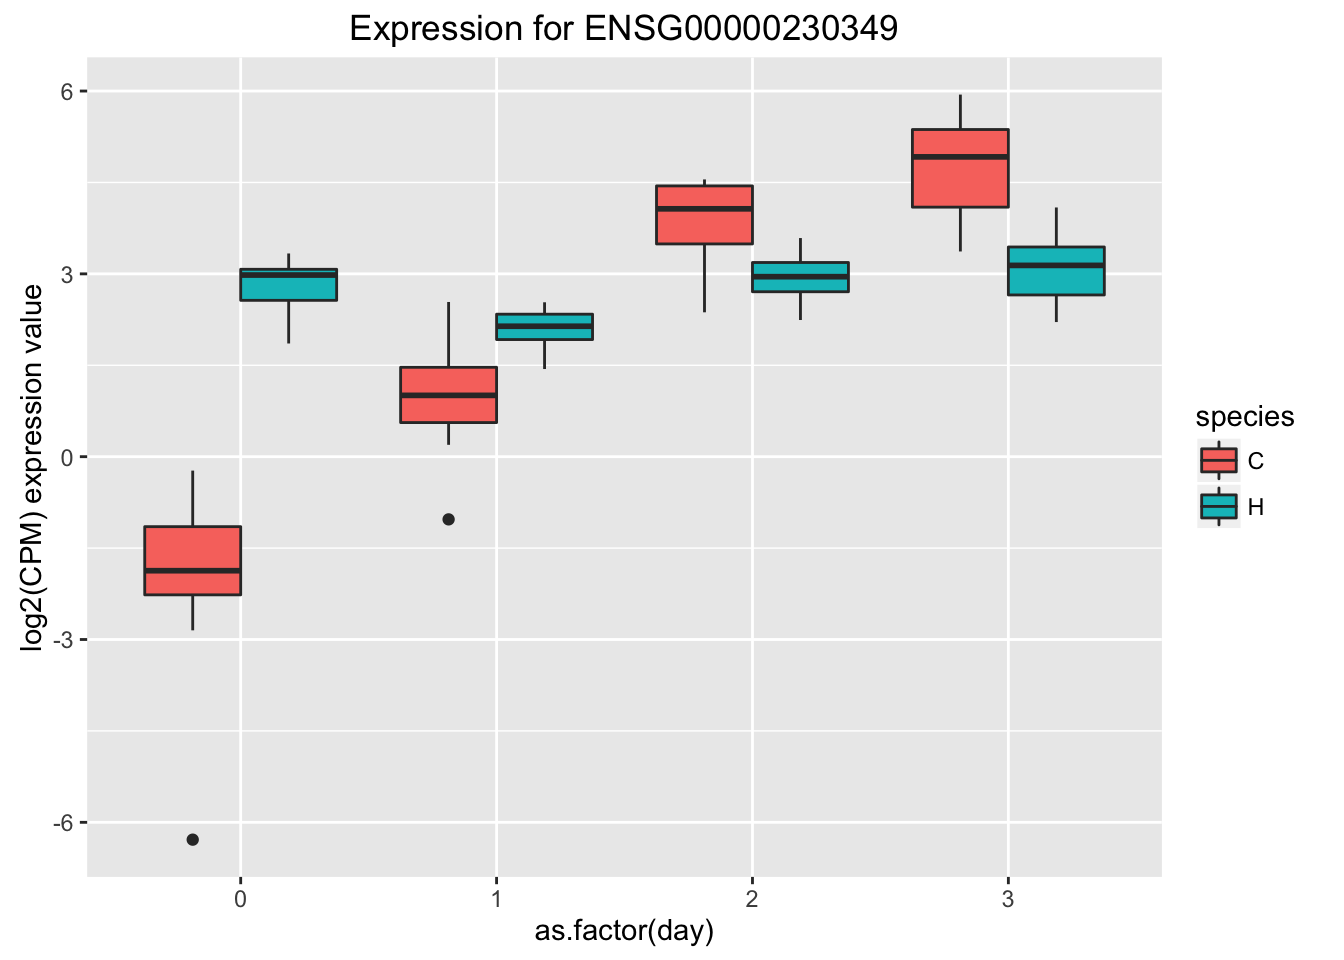 Expression for ENSG00000230349
6
3
0
-3
-6
log2(CPM) expression value
0 1 2 3
as.factor(day)
species
C
H